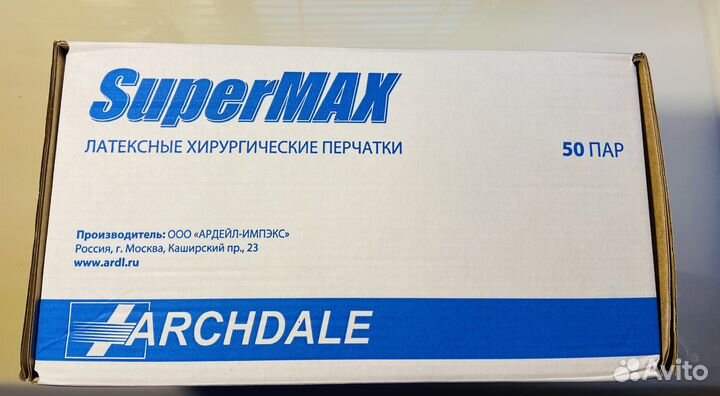 SuperMAX
ЛАТЕКСНЫЕ ХИРУРГИЧЕСКИЕ ПЕРЧАТКИ
50 ПАР
Производитель: ООО «АРДЕЙЛ-ИМПЭКС»
Россия, г. Москва, Каширский пр., 23
www.ardl.ru
ARCHDALE
Avito